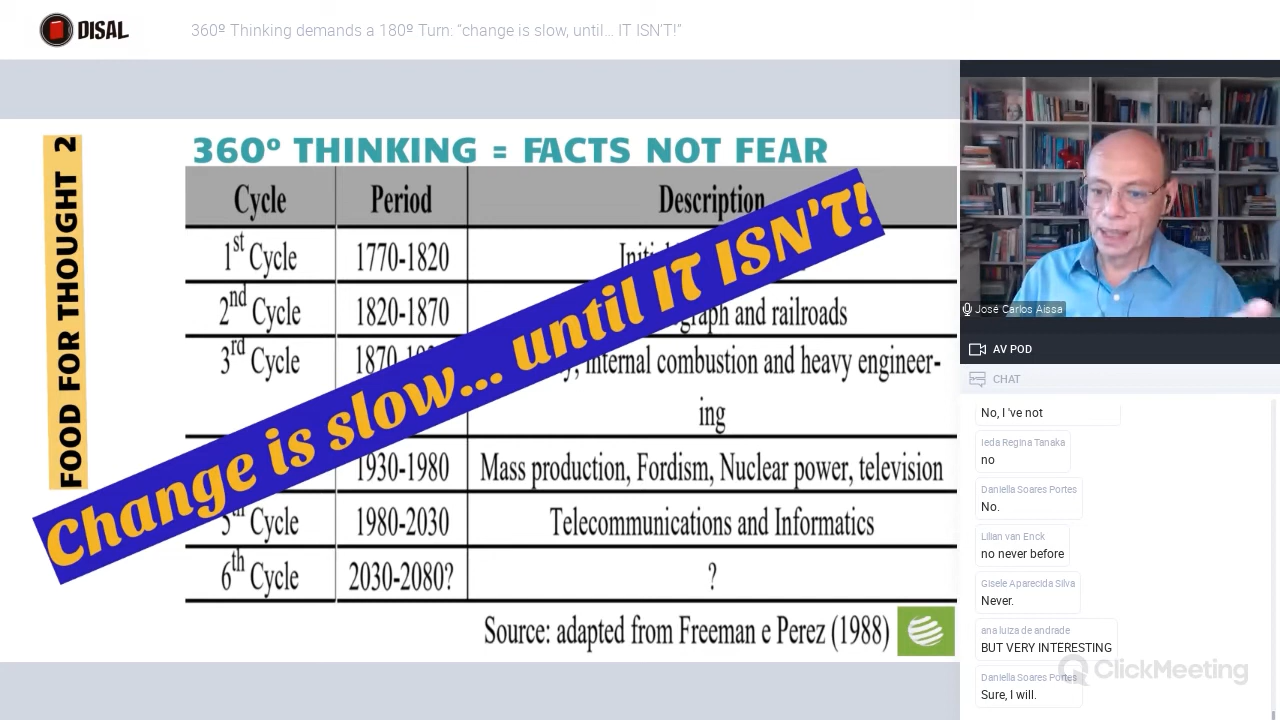 DISAL
360º Thinking demands a 180º Turn: “change is slow, until... IT ISN’T!”
FOOD FOR THOUGHT 2
360º THINKING = FACTS NOT FEAR
Cycle Period Description
1st Cycle 1770-1820
2nd Cycle 1820-1870 and railroads
3rd Cycle internal combustion and heavy engineer-
ing
1930-1980 Mass production, Fordism, Nuclear power, television
5th Cycle 1980-2030 Telecommunications and Informatics
6th Cycle 2030-2080? ?
Source: adapted from Freeman e Perez (1988)
Change is slow... until IT ISN'T!
José Carlos Aissa
AV POD
CHAT
No, I 've not
Ieda Regina Tanaka
no
Daniella Soares Portes
No.
Lilian van Enck
no never before
Gisele Aparecida Silva
Never.
ana luiza de andrade
BUT VERY INTERESTING
Daniella Soares Portes
Sure, I will.
ClickMeeting